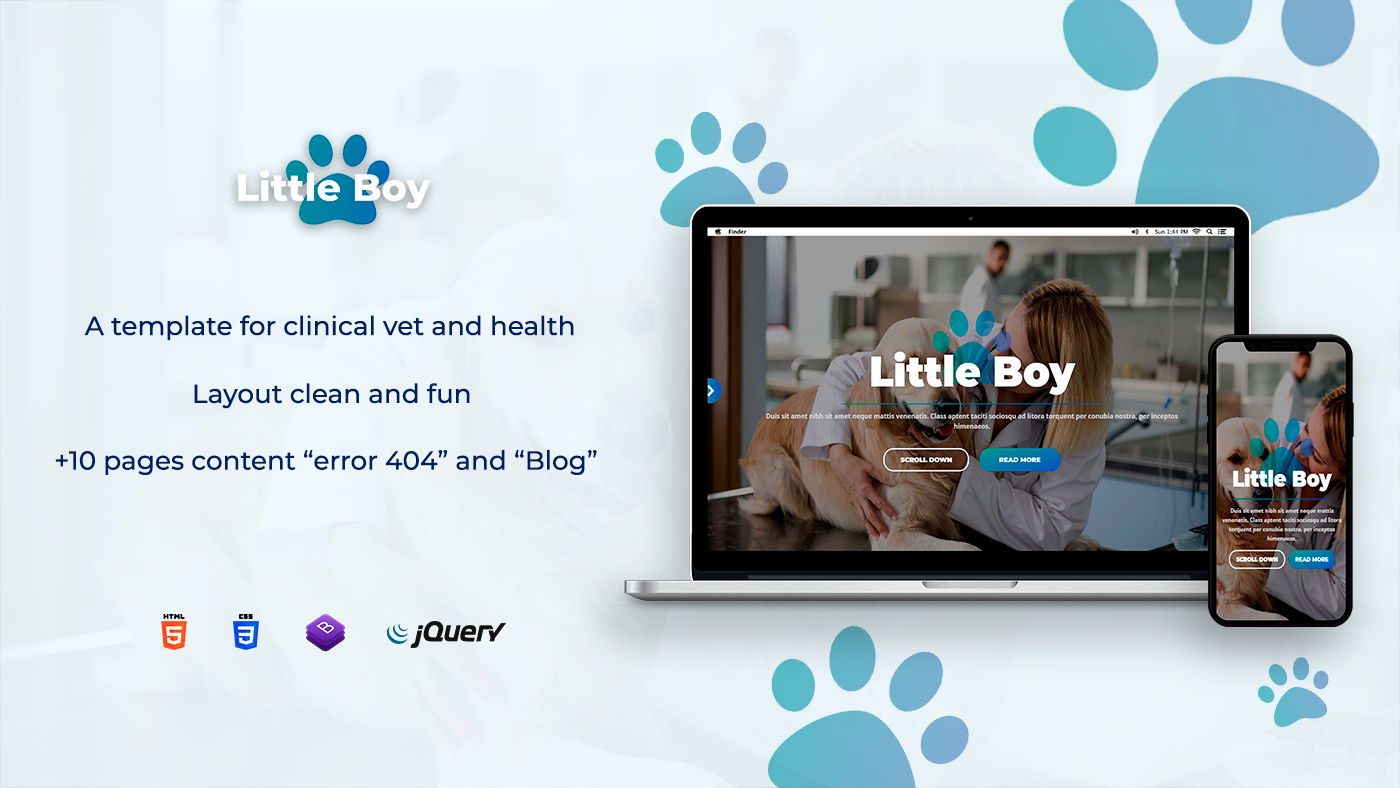 Little Boy
A template for clinical vet and health
Layout clean and fun
+10 pages content “error 404” and “Blog”
HTML
5
CSS
3
B
jQuery
Finder
Sun 1:44 PM
Little Boy
Duis sit amet nibh sit amet neque mattis venenatis. Class aptent taciti sociosqu ad litora torquent per conubia nostra, per inceptos
himenaeos.
SCROLL DOWN
READ MORE
Little Boy
Duis sit amet nibh sit amet neque mattis
venenatis. Class aptent taciti sociosqu ad litora
torquent per conubia nostra, per inceptos
himenaeos.
SCROLL DOWN
READ MORE